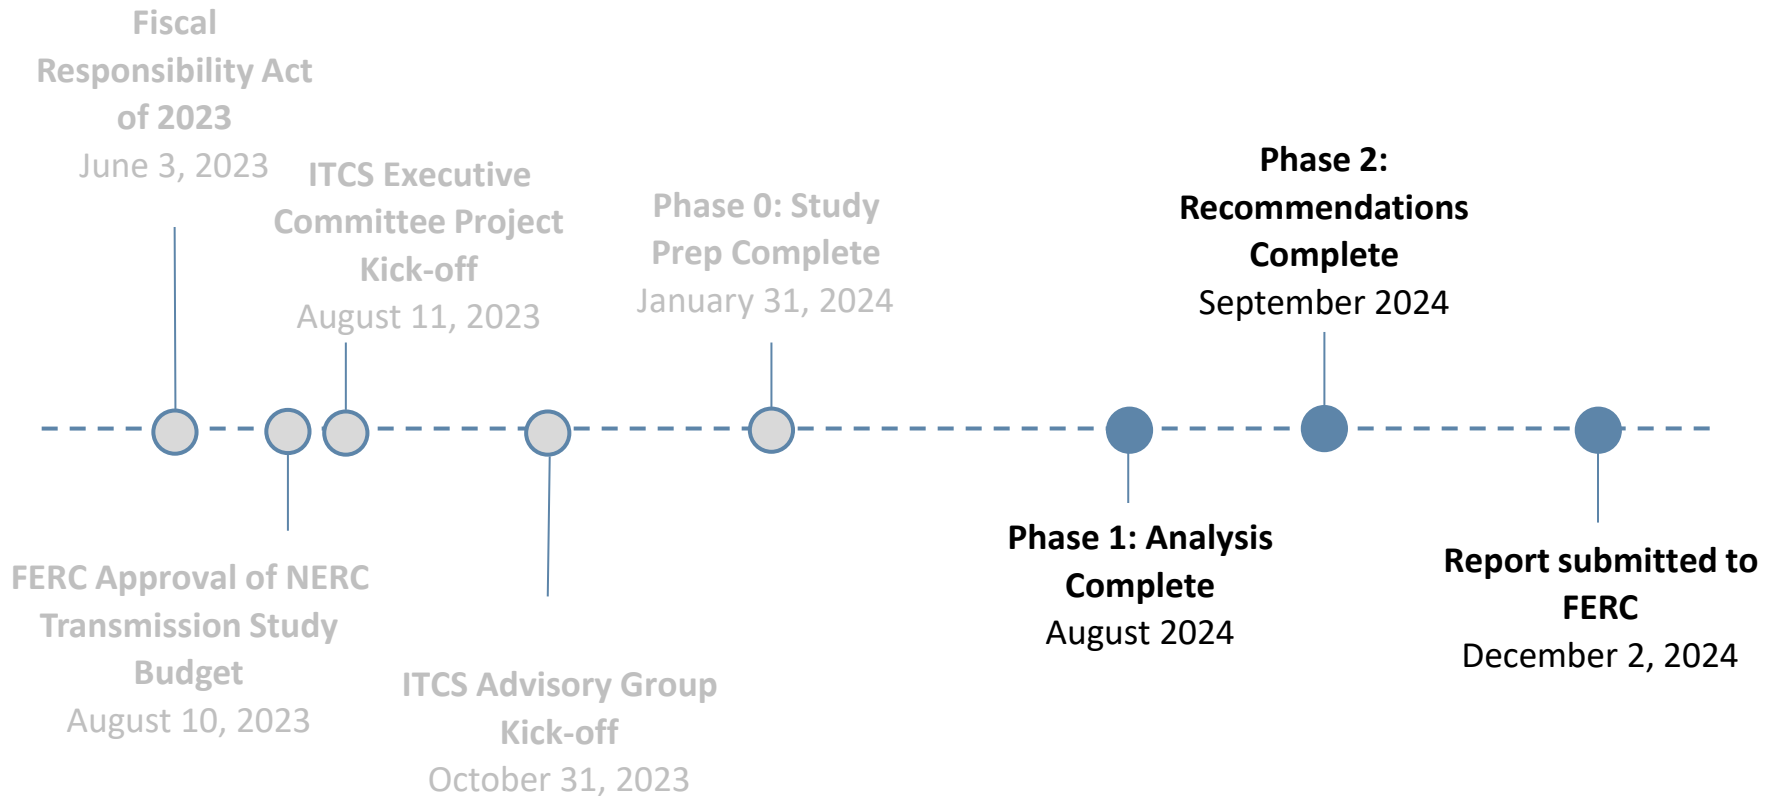 Fiscal
Responsibility Act
of 2023
June 3, 2023
FERC Approval of NERC
Transmission Study
Budget
August 10, 2023
ITCS Executive
Committee Project
Kick-off
August 11, 2023
ITCS Advisory Group
Kick-off
October 31, 2023
Phase 0: Study
Prep Complete
January 31, 2024
Phase 1: Analysis
Complete
August 2024
Phase 2:
Recommendations
Complete
September 2024
Report submitted to
FERC
December 2, 2024